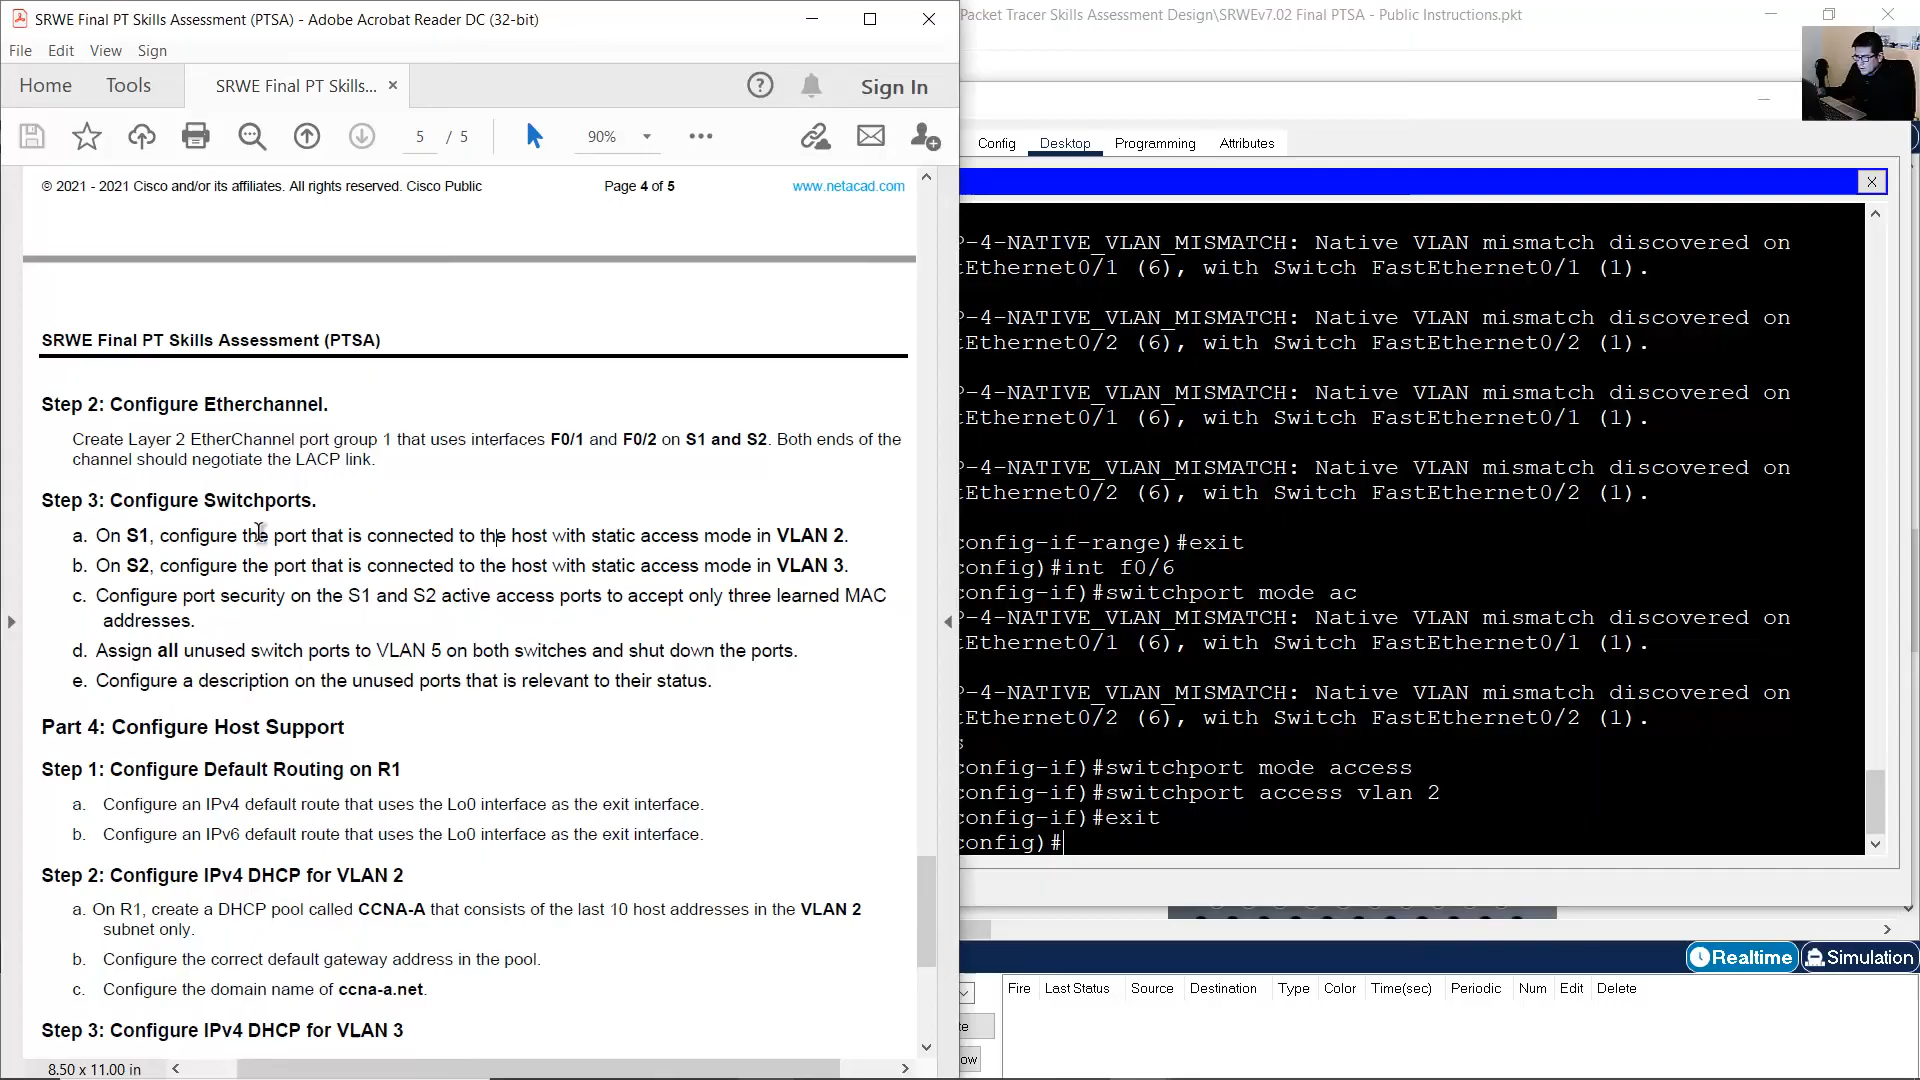 SRWE Final PT Skills Assessment (PTSA) - Adobe Acrobat Reader DC (32-bit)
File Edit View Sign
Home Tools SRWE Final PT Skills... × Sign In
5 / 5 90%
© 2021 - 2021 Cisco and/or its affiliates. All rights reserved. Cisco Public Page 4 of 5 www.netacad.com
SRWE Final PT Skills Assessment (PTSA)
Step 2: Configure Etherchannel.
Create Layer 2 EtherChannel port group 1 that uses interfaces F0/1 and F0/2 on S1 and S2. Both ends of the
channel should negotiate the LACP link.
Step 3: Configure Switchports.
a. On S1, configure the port that is connected to the host with static access mode in VLAN 2.
b. On S2, configure the port that is connected to the host with static access mode in VLAN 3.
c. Configure port security on the S1 and S2 active access ports to accept only three learned MAC
addresses.
d. Assign all unused switch ports to VLAN 5 on both switches and shut down the ports.
e. Configure a description on the unused ports that is relevant to their status.
Part 4: Configure Host Support
Step 1: Configure Default Routing on R1
a. Configure an IPv4 default route that uses the Lo0 interface as the exit interface.
b. Configure an IPv6 default route that uses the Lo0 interface as the exit interface.
Step 2: Configure IPv4 DHCP for VLAN 2
a. On R1, create a DHCP pool called CCNA-A that consists of the last 10 host addresses in the VLAN 2
subnet only.
b. Configure the correct default gateway address in the pool.
c. Configure the domain name of ccna-a.net.
Step 3: Configure IPv4 DHCP for VLAN 3
8.50 x 11.00 in
Packet Tracer Skills Assessment Design\SRWEv7.02 Final PTSA - Public Instructions.pkt
Config Desktop Programming Attributes
P-4-NATIVE_VLAN_MISMATCH: Native VLAN mismatch discovered on
tEthernet0/1 (6), with Switch FastEthernet0/1 (1).
P-4-NATIVE_VLAN_MISMATCH: Native VLAN mismatch discovered on
tEthernet0/2 (6), with Switch FastEthernet0/2 (1).
P-4-NATIVE_VLAN_MISMATCH: Native VLAN mismatch discovered on
tEthernet0/1 (6), with Switch FastEthernet0/1 (1).
P-4-NATIVE_VLAN_MISMATCH: Native VLAN mismatch discovered on
tEthernet0/2 (6), with Switch FastEthernet0/2 (1).
config-if-range)#exit
config)#int f0/6
config-if)#switchport mode ac
P-4-NATIVE_VLAN_MISMATCH: Native VLAN mismatch discovered on
tEthernet0/1 (6), with Switch FastEthernet0/1 (1).
P-4-NATIVE_VLAN_MISMATCH: Native VLAN mismatch discovered on
tEthernet0/2 (6), with Switch FastEthernet0/2 (1).
s
config-if)#switchport mode access
config-if)#switchport access vlan 2
config-if)#exit
config)#
Realtime Simulation
Fire Last Status Source Destination Type Color Time(sec) Periodic Num Edit Delete
te
ow